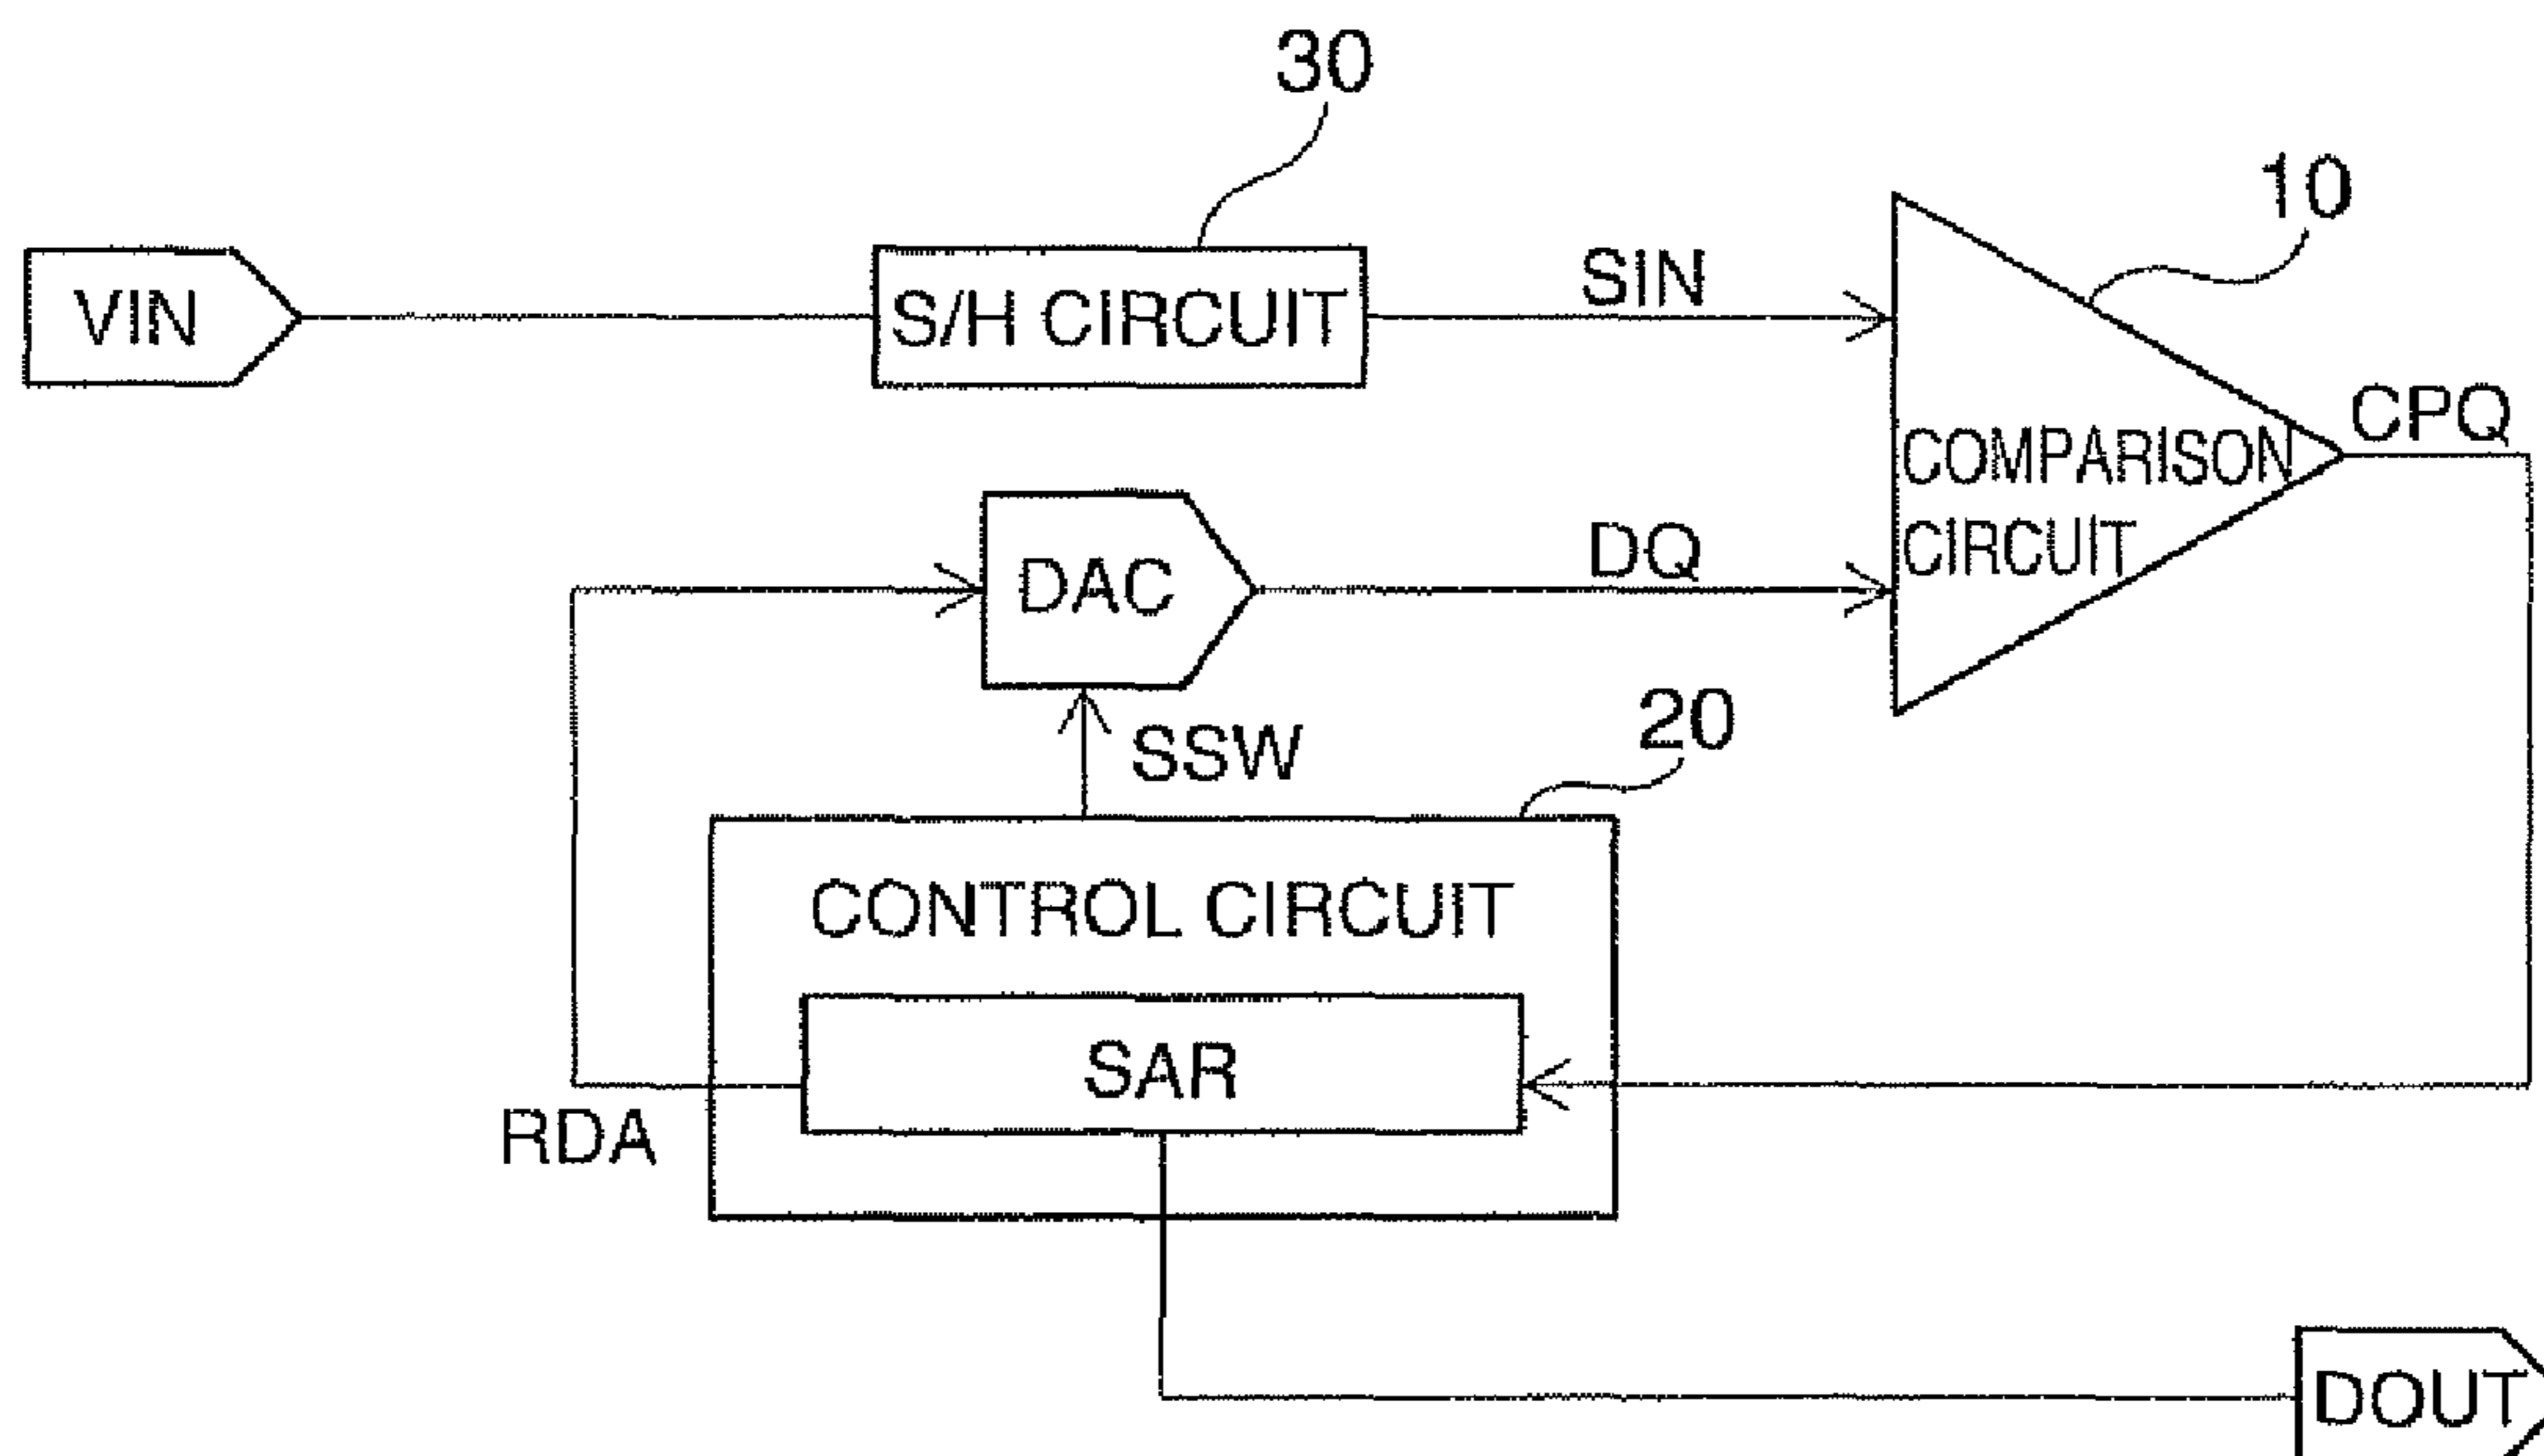 30
10
VIN
S/H CIRCUIT
SIN
CPQ
COMPARISON
CIRCUIT
DAC
DQ
SSW
20
CONTROL CIRCUIT
SAR
RDA
DOUT